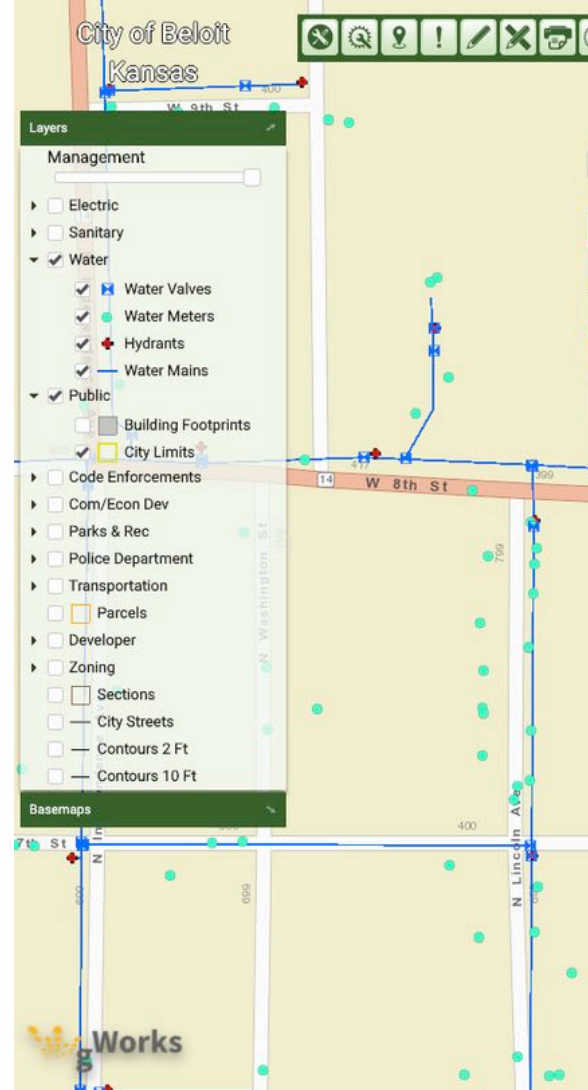 City of Beloit
Kansas
400
W 9th St
Layers
Management
Electric
Sanitary
Water
Water Valves
Water Meters
Hydrants
Water Mains
Public
Building Footprints
City Limits
Code Enforcements
Com/Econ Dev
Parks & Rec
Police Department
Transportation
Parcels
Developer
Zoning
Sections
City Streets
Contours 2 Ft
Contours 10 Ft
Basemaps
417
399
14
W 8th St
799
N Washington St
N Lincoln Ave
400
7th St
600
699
gWorks